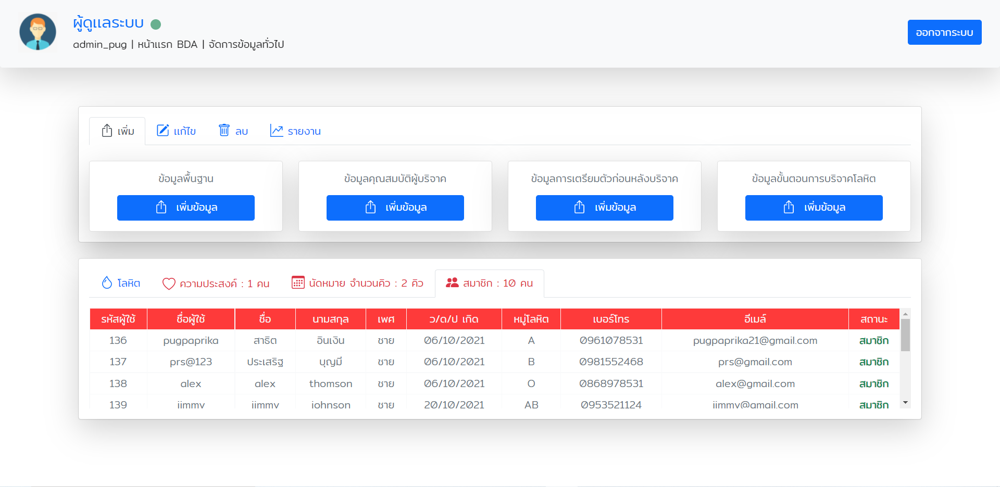 ผู้ดูแลระบบ
admin_pug | หน้าแรก BDA | จัดการข้อมูลทั่วไป
ออกจากระบบ
เพิ่ม แก้ไข ลบ รายงาน
ข้อมูลพื้นฐาน ข้อมูลคุณสมบัติผู้บริจาค ข้อมูลการเตรียมตัวก่อนหลังบริจาค ข้อมูลขั้นตอนการบริจาคโลหิต
เพิ่มข้อมูล เพิ่มข้อมูล เพิ่มข้อมูล เพิ่มข้อมูล
โลหิต ความประสงค์ : 1 คน นัดหมาย จำนวนคิว : 2 คิว สมาชิก : 10 คน
รหัสผู้ใช้ ชื่อผู้ใช้ ชื่อ นามสกุล เพศ ว/ด/ป เกิด หมู่โลหิต เบอร์โทร อีเมล์ สถานะ
136 pugpaprika สาธิต อินเงิน ชาย 06/10/2021 A 0961078531 pugpaprika21@gmail.com สมาชิก
137 prs@123 ประเสริฐ บุญมี ชาย 06/10/2021 B 0981552468 prs@gmail.com สมาชิก
138 alex alex thomson ชาย 06/10/2021 O 0868978531 alex@gmail.com สมาชิก
139 jimmy jimmy johnson ชาย 20/10/2021 AB 0953521124 jimmy@gmail.com สมาชิก